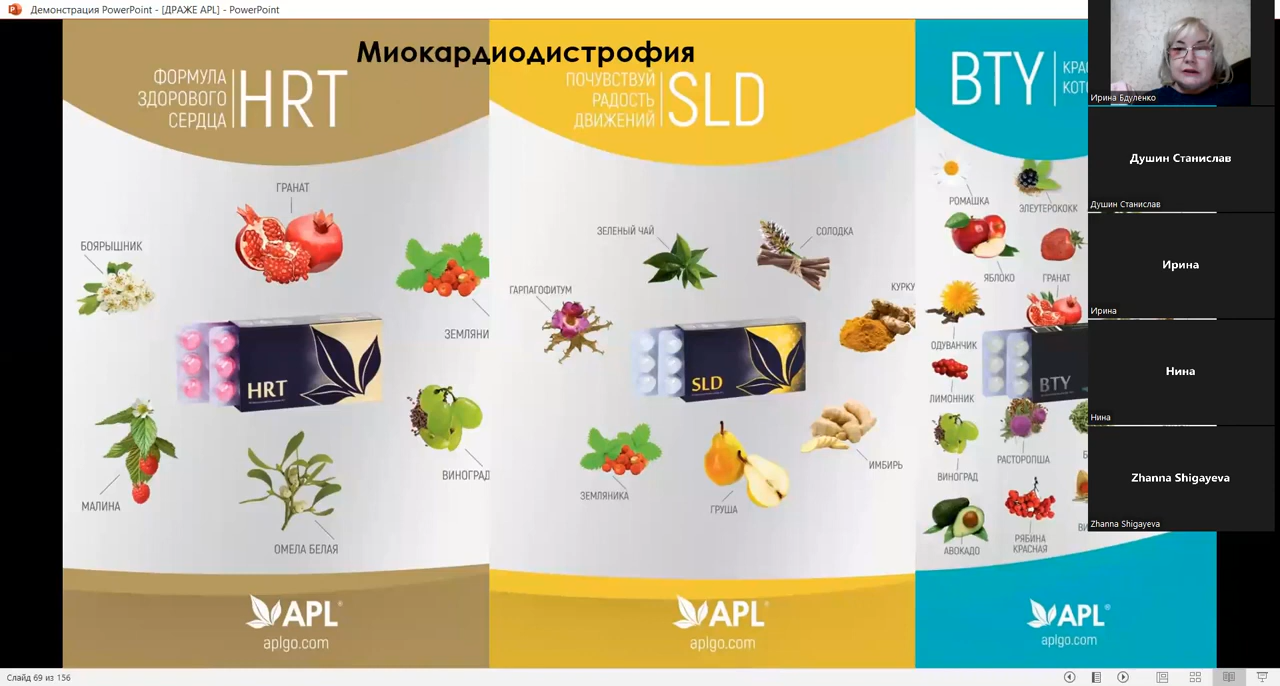 Демонстрация PowerPoint - [ДРАЖЕ APL] - PowerPoint
Миокардиодистрофия
ФОРМУЛА
ЗДОРОВОГО
СЕРДЦА
HRT
ГРАНАТ
БОЯРЫШНИК
ЗЕМЛЯНИ
HRT
МАЛИНА
ВИНОГРАД
ОМЕЛА БЕЛАЯ
APL
aplgo.com
ПОЧУВСТВУЙ
РАДОСТЬ
ДВИЖЕНИЙ
SLD
ЗЕЛЕНЫЙ ЧАЙ
СОЛОДКА
ГАРПАГОФИТУМ
КУРКУ
SLD
ИМБИРЬ
ЗЕМЛЯНИКА
ГРУША
APL
aplgo.com
BTY
КРАС
КОТО
РОМАШКА
ЭЛЕУТЕРОКОКК
ЯБЛОКО
ГРАНАТ
ОДУВАНЧИК
BTY
ЛИМОННИК
РАСТОРОПША
ВИНОГРАД
АВОКАДО
РЯБИНА
КРАСНАЯ
APL
aplgo.com
Ирина Бдуленко
Душин Станислав
Душин Станислав
Ирина
Ирина
Нина
Нина
Zhanna Shigayeva
Zhanna Shigayeva
Слайд 69 из 156